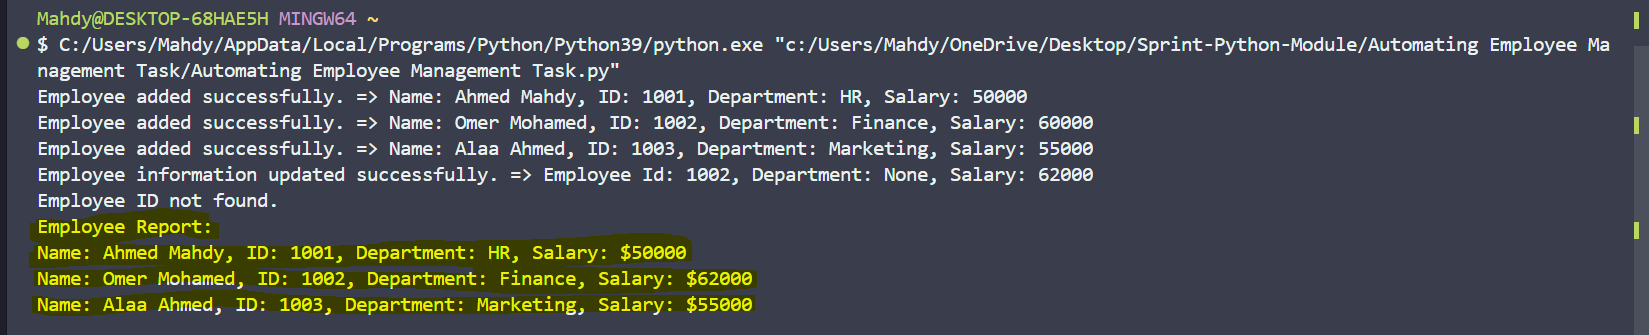 Mahdy@DESKTOP-68HAE5H MINGW64 ~
$ C:/Users/Mahdy/AppData/Local/Programs/Python/Python39/python.exe "c:/Users/Mahdy/OneDrive/Desktop/Sprint-Python-Module/Automating Employee Ma
nagement Task/Automating Employee Management Task.py"
Employee added successfully. => Name: Ahmed Mahdy, ID: 1001, Department: HR, Salary: 50000
Employee added successfully. => Name: Omer Mohamed, ID: 1002, Department: Finance, Salary: 60000
Employee added successfully. => Name: Alaa Ahmed, ID: 1003, Department: Marketing, Salary: 55000
Employee information updated successfully. => Employee Id: 1002, Department: None, Salary: 62000
Employee ID not found.
Employee Report:
Name: Ahmed Mahdy, ID: 1001, Department: HR, Salary: $50000
Name: Omer Mohamed, ID: 1002, Department: Finance, Salary: $62000
Name: Alaa Ahmed, ID: 1003, Department: Marketing, Salary: $55000